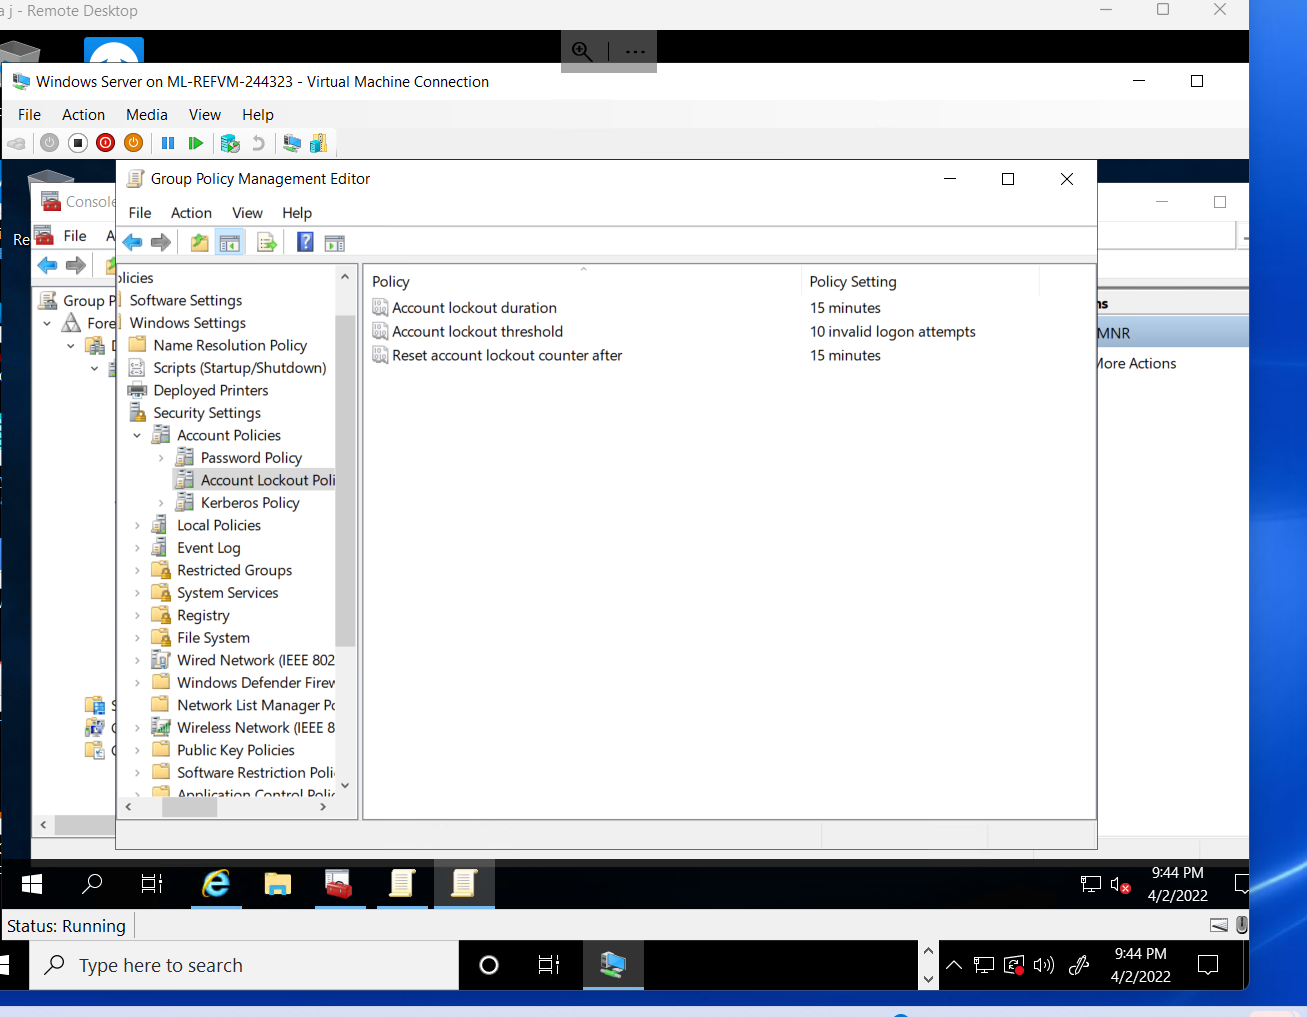 a j - Remote Desktop
Windows Server on ML-REFVM-244323 - Virtual Machine Connection
File Action Media View Help
Group Policy Management Editor
Console
File Action View Help
Re
File A
olicies
Software Settings
Windows Settings
Name Resolution Policy
Scripts (Startup/Shutdown)
Deployed Printers
Security Settings
Account Policies
Password Policy
Account Lockout Poli
Kerberos Policy
Local Policies
Event Log
Restricted Groups
System Services
Registry
File System
Wired Network (IEEE 802
Windows Defender Firew
Network List Manager Po
Wireless Network (IEEE 8
Public Key Policies
Software Restriction Poli
Application Control Polic
Group P
Fore
Policy Policy Setting
Account lockout duration 15 minutes
Account lockout threshold 10 invalid logon attempts
Reset account lockout counter after 15 minutes
ns
MNR
More Actions
9:44 PM
4/2/2022
Status: Running
Type here to search
9:44 PM
4/2/2022